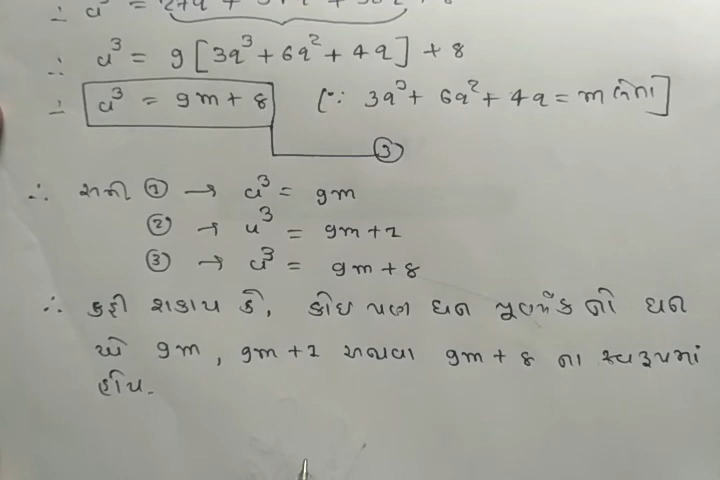 ∴ a³ = 9[3q³ + 6q² + 4q] + 8
∴ a³ = 9m + 8 [∵ 3q³ + 6q² + 4q = m લેતાં]
③
∴ ① → a³ = 9m
② → a³ = 9m + 1
③ → a³ = 9m + 8
∴ કહી શકાય કે, કોઇ પણ ધન પૂર્ણાંક નો ઘન
એ 9m, 9m + 1 અથવા 9m + 8 ના સ્વરૂપમાં
હોય.